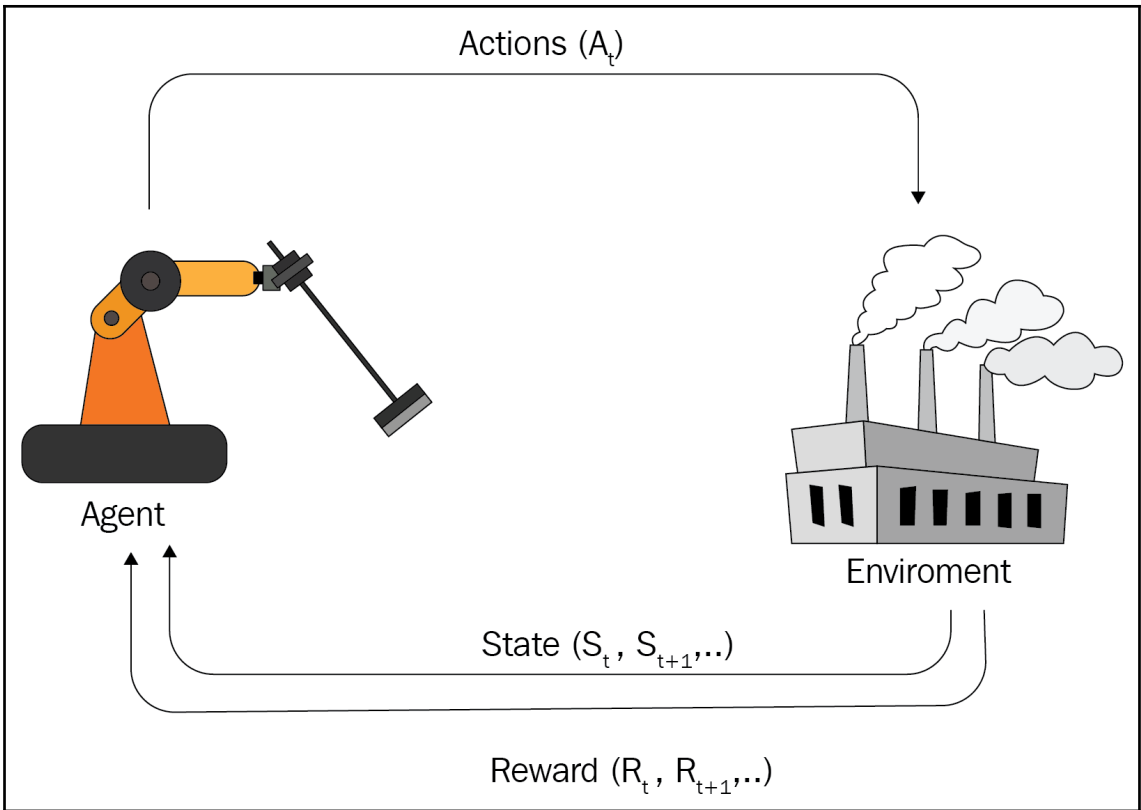 Actions (Aₜ)
Agent
Enviroment
State (Sₜ , Sₜ₊₁,..)
Reward (Rₜ , Rₜ₊₁,..)